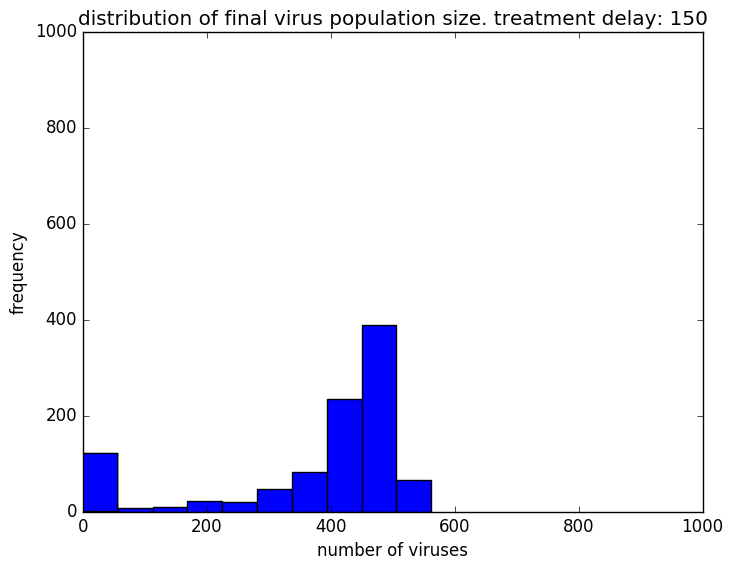 distribution of final virus population size. treatment delay: 150
1000
800
600
400
200
0
frequency
0 200 400 600 800 1000
number of viruses